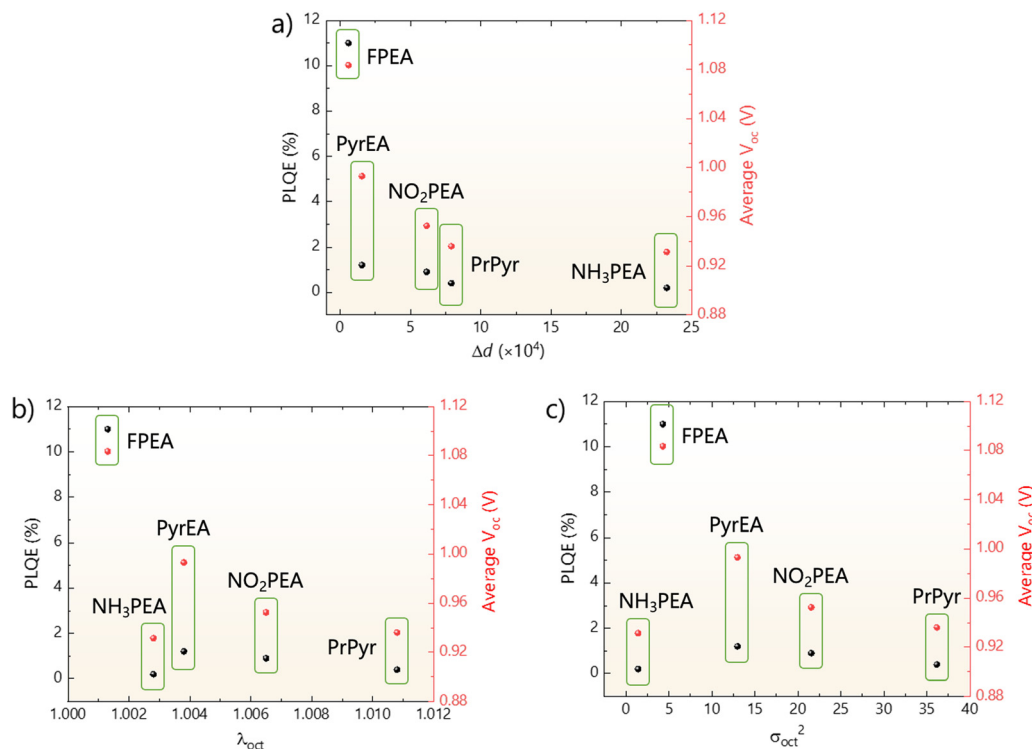 a)
12
10
8
6
4
2
0
PLQE (%)
FPEA
PyrEA
NO₂PEA
PrPyr
NH₃PEA
1.12
1.08
1.04
1.00
0.96
0.92
0.88
Average Voc (V)
0 5 10 15 20 25
Δd (×10⁴)
b)
12
10
8
6
4
2
0
PLQE (%)
FPEA
PyrEA
NH₃PEA
NO₂PEA
PrPyr
1.12
1.08
1.04
1.00
0.96
0.92
0.88
Average Voc (V)
1.000 1.002 1.004 1.006 1.008 1.010 1.012
λoct
c)
12
10
8
6
4
2
0
PLQE (%)
FPEA
PyrEA
NH₃PEA
NO₂PEA
PrPyr
1.12
1.08
1.04
1.00
0.96
0.92
0.88
Average Voc (V)
0 5 10 15 20 25 30 35 40
σoct²